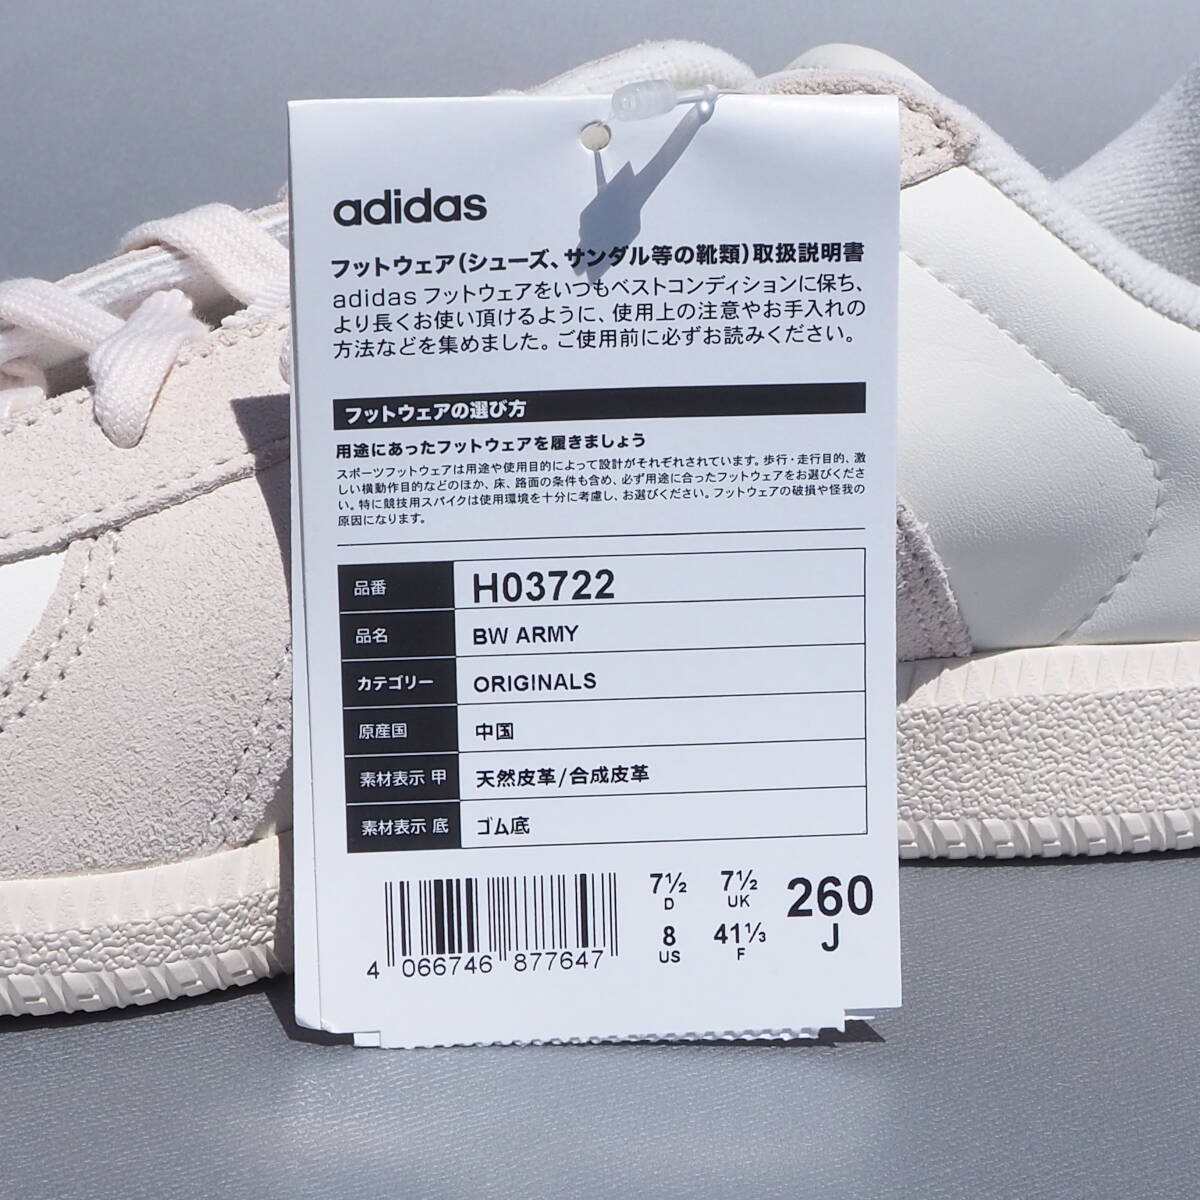 adidas
フットウェア(シューズ、サンダル等の靴類)取扱説明書
adidas フットウェアをいつもベストコンディションに保ち、
より長くお使い頂けるように、使用上の注意やお手入れの
方法などを集めました。ご使用前に必ずお読みください。
フットウェアの選び方
用途にあったフットウェアを履きましょう
スポーツフットウェアは用途や使用目的によって設計がそれぞれされています。歩行・走行目的、激
しい横動作目的などのほか、床、路面の条件も含め、必ず用途に合ったフットウェアをお選びくださ
い。特に競技用スパイクは使用環境を十分に考慮し、お選びください。フットウェアの破損や怪我の
原因になります。
品番 H03722
品名 BW ARMY
カテゴリー ORIGINALS
原産国 中国
素材表示 甲 天然皮革/合成皮革
素材表示 底 ゴム底
7½ 7½ 260
D UK
8 41⅓ J
US F
4 066746 877647